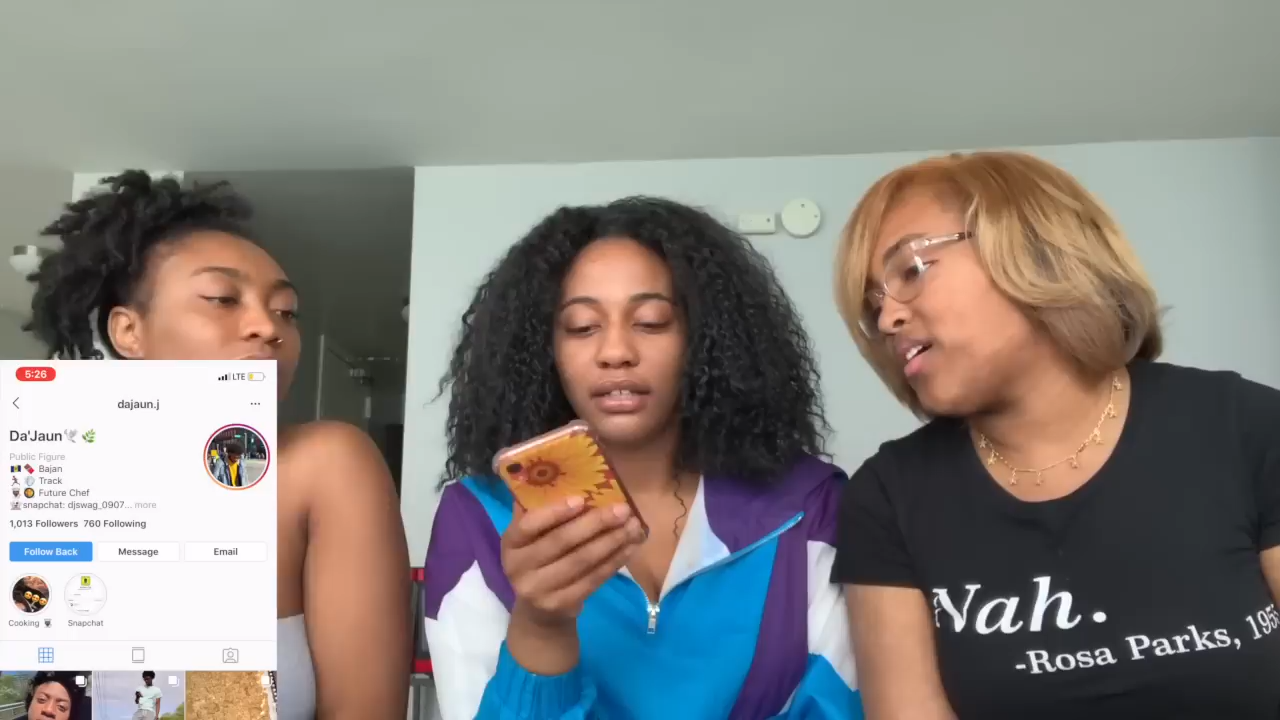 5:26
LTE
dajaun.j
Da'Jaun
Public Figure
Bajan
Track
Future Chef
snapchat: djswag_0907... more
1,013 Followers 760 Following
Follow Back
Message
Email
Cooking
Snapchat
Nah.
-Rosa Parks, 195